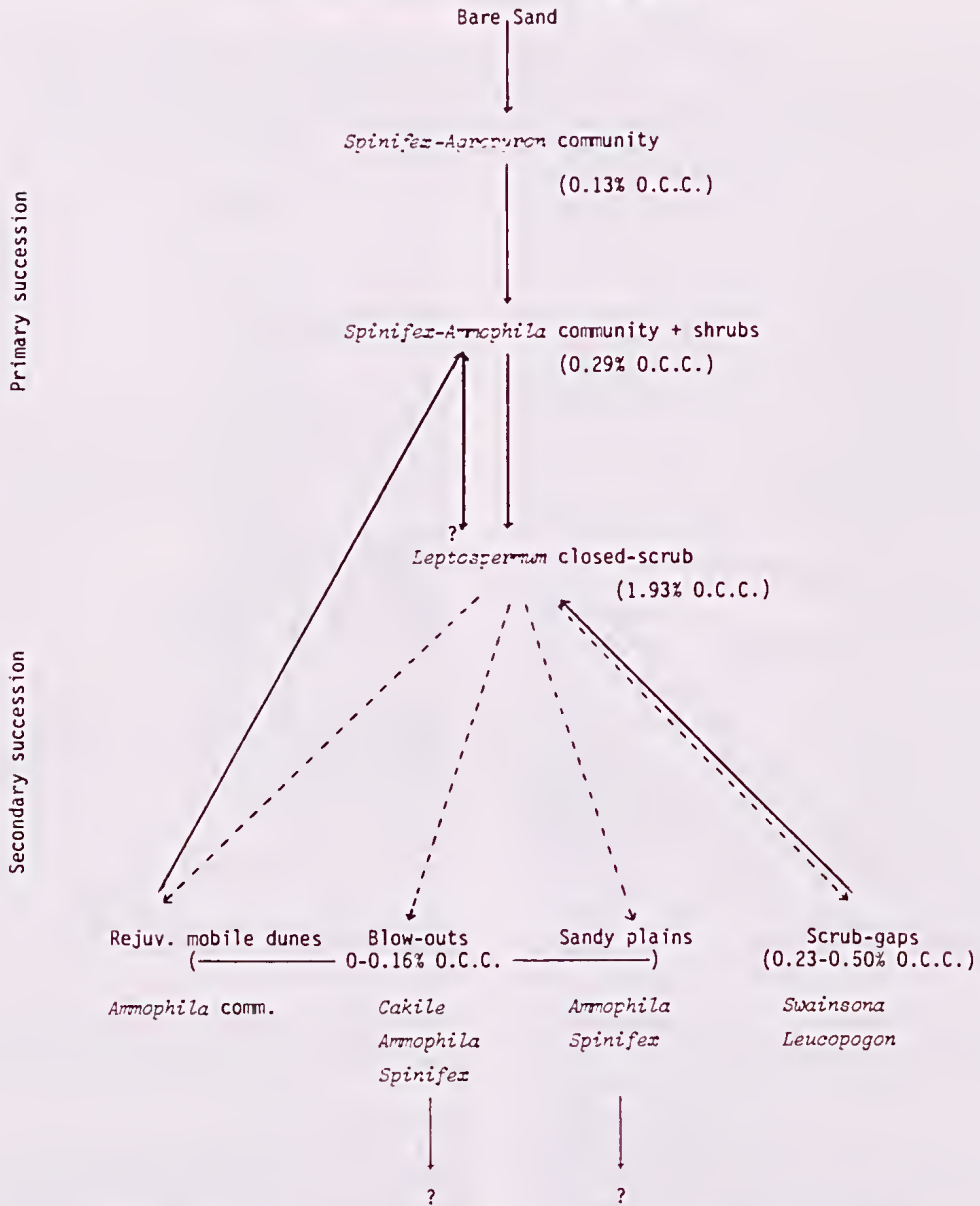 Bare Sand
Primary succession
Spinifex-Agropyron community
(0.13% O.C.C.)
Spinifex-Ammophila community + shrubs
(0.29% O.C.C.)
?
Leptospermum closed-scrub
(1.93% O.C.C.)
Secondary succession
Rejuv. mobile dunes Blow-outs Sandy plains Scrub-gaps
( 0-0.16% O.C.C. ) (0.23-0.50% O.C.C.)
Ammophila comm. Cakile Ammophila Swainsona
Ammophila Spinifex Leucopogon
Spinifex
? ?